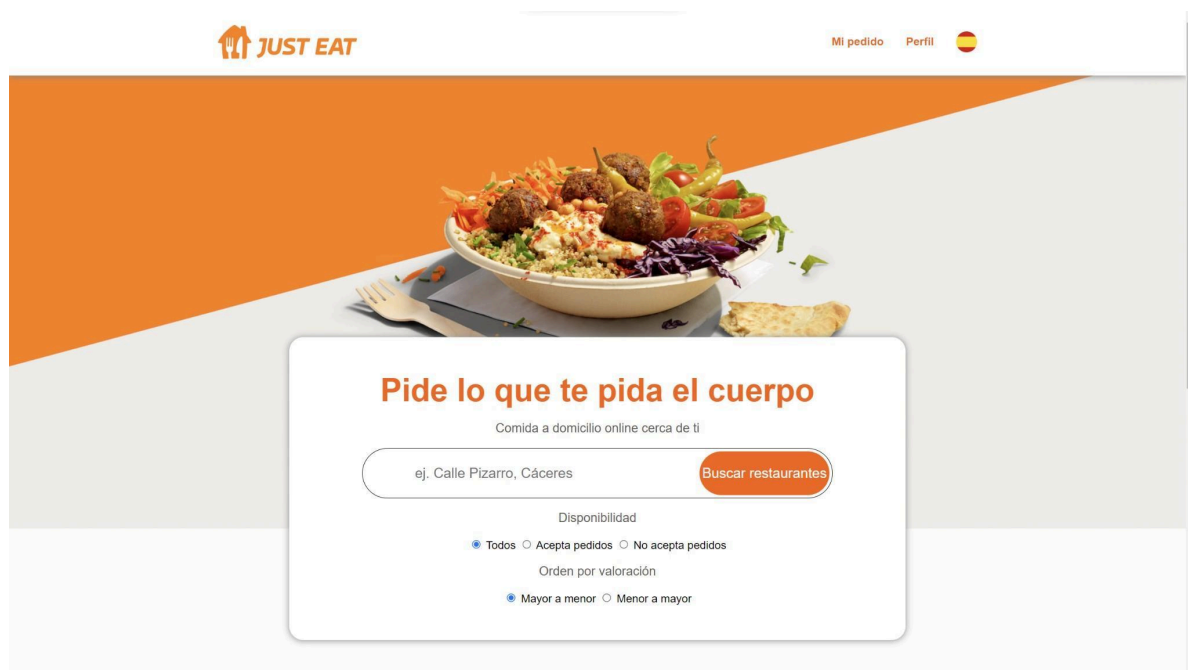 JUST EAT
Mi pedido Perfil
Pide lo que te pida el cuerpo
Comida a domicilio online cerca de ti
ej. Calle Pizarro, Cáceres Buscar restaurantes
Disponibilidad
Todos Acepta pedidos No acepta pedidos
Orden por valoración
Mayor a menor Menor a mayor